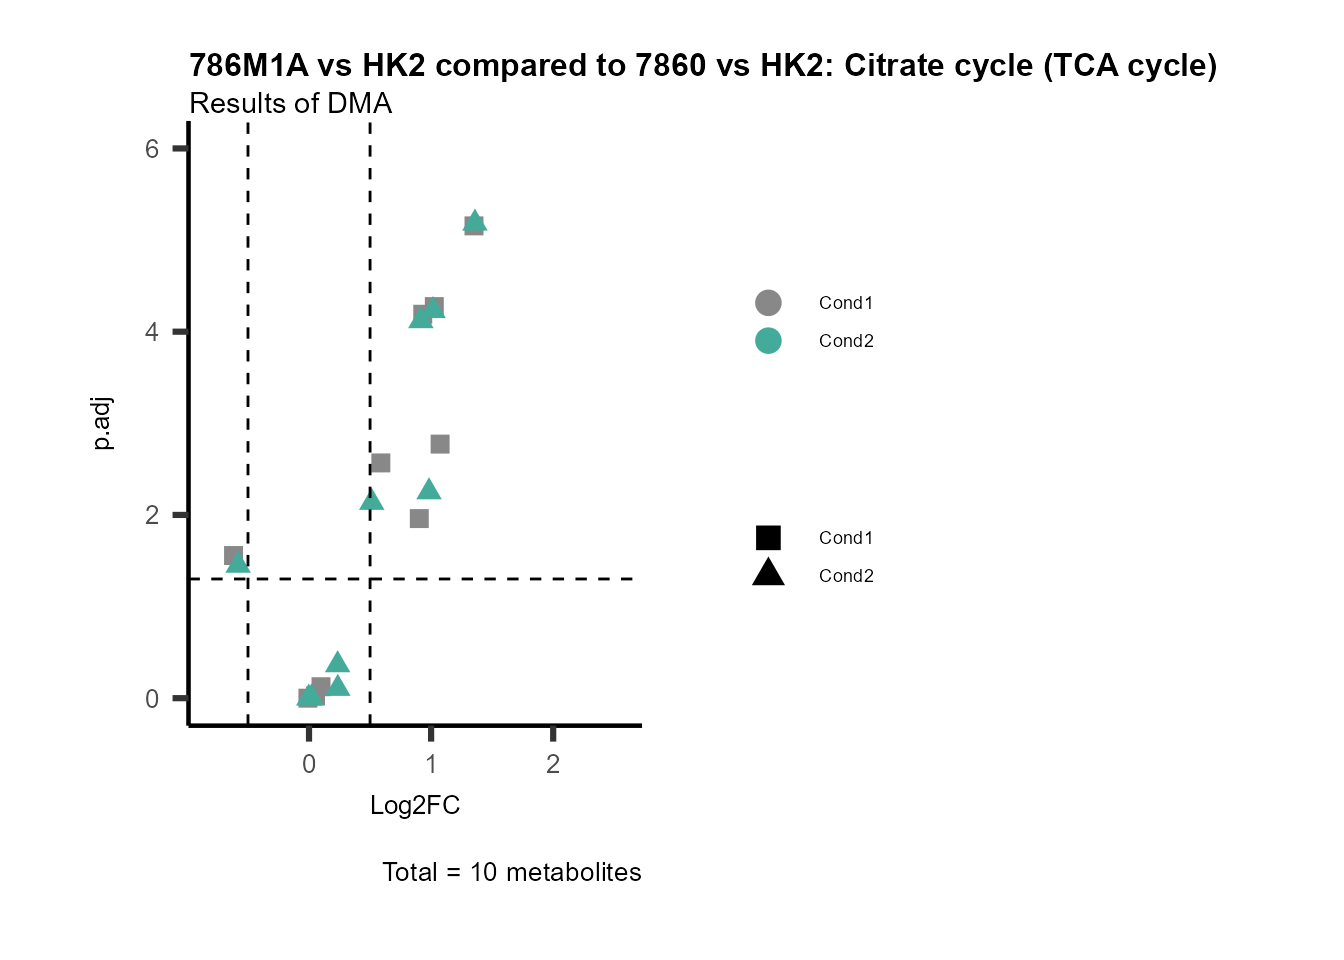 786M1A vs HK2 compared to 7860 vs HK2: Citrate cycle (TCA cycle)
Results of DMA
6
4
2
0
p.adj
0 1 2
Log2FC
Total = 10 metabolites
Cond1
Cond2
Cond1
Cond2